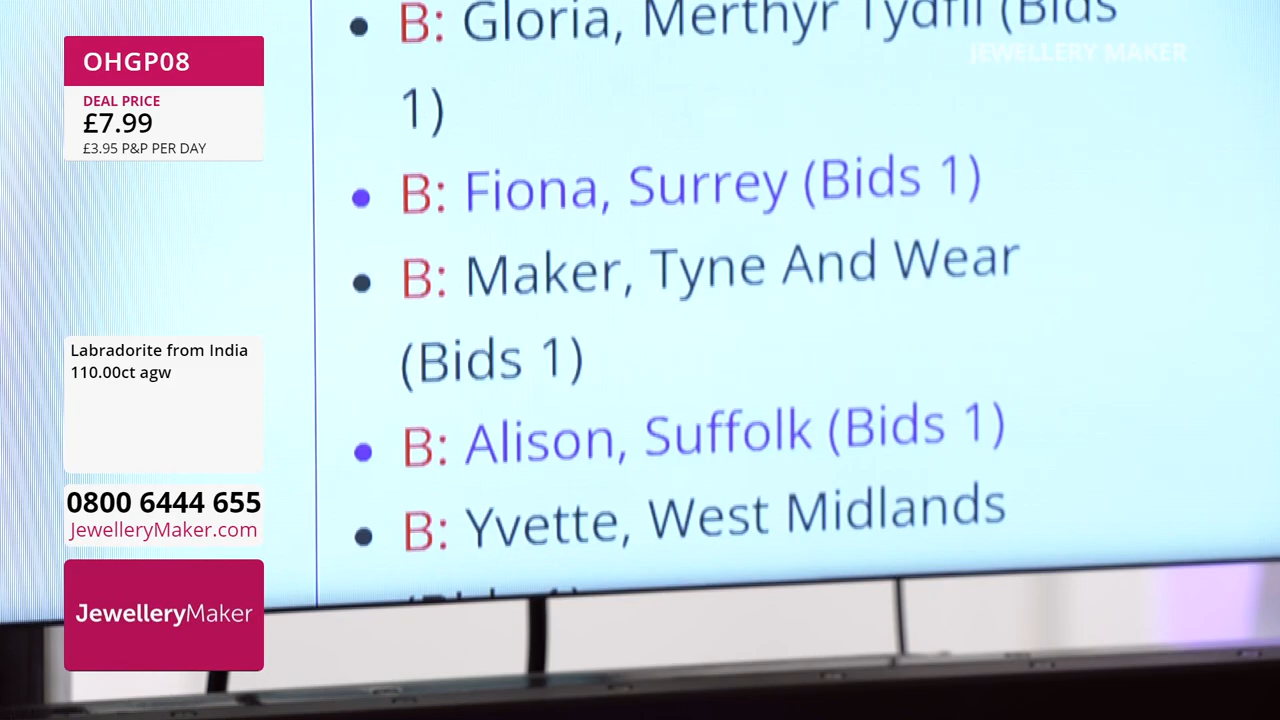 OHGP08
DEAL PRICE
£7.99
£3.95 P&P PER DAY
Labradorite from India
110.00ct agw
0800 6444 655
JewelleryMaker.com
JewelleryMaker
JEWELLERY MAKER
B: Gloria, Merthyr Tydfil (Bids
1)
B: Fiona, Surrey (Bids 1)
B: Maker, Tyne And Wear
(Bids 1)
B: Alison, Suffolk (Bids 1)
B: Yvette, West Midlands